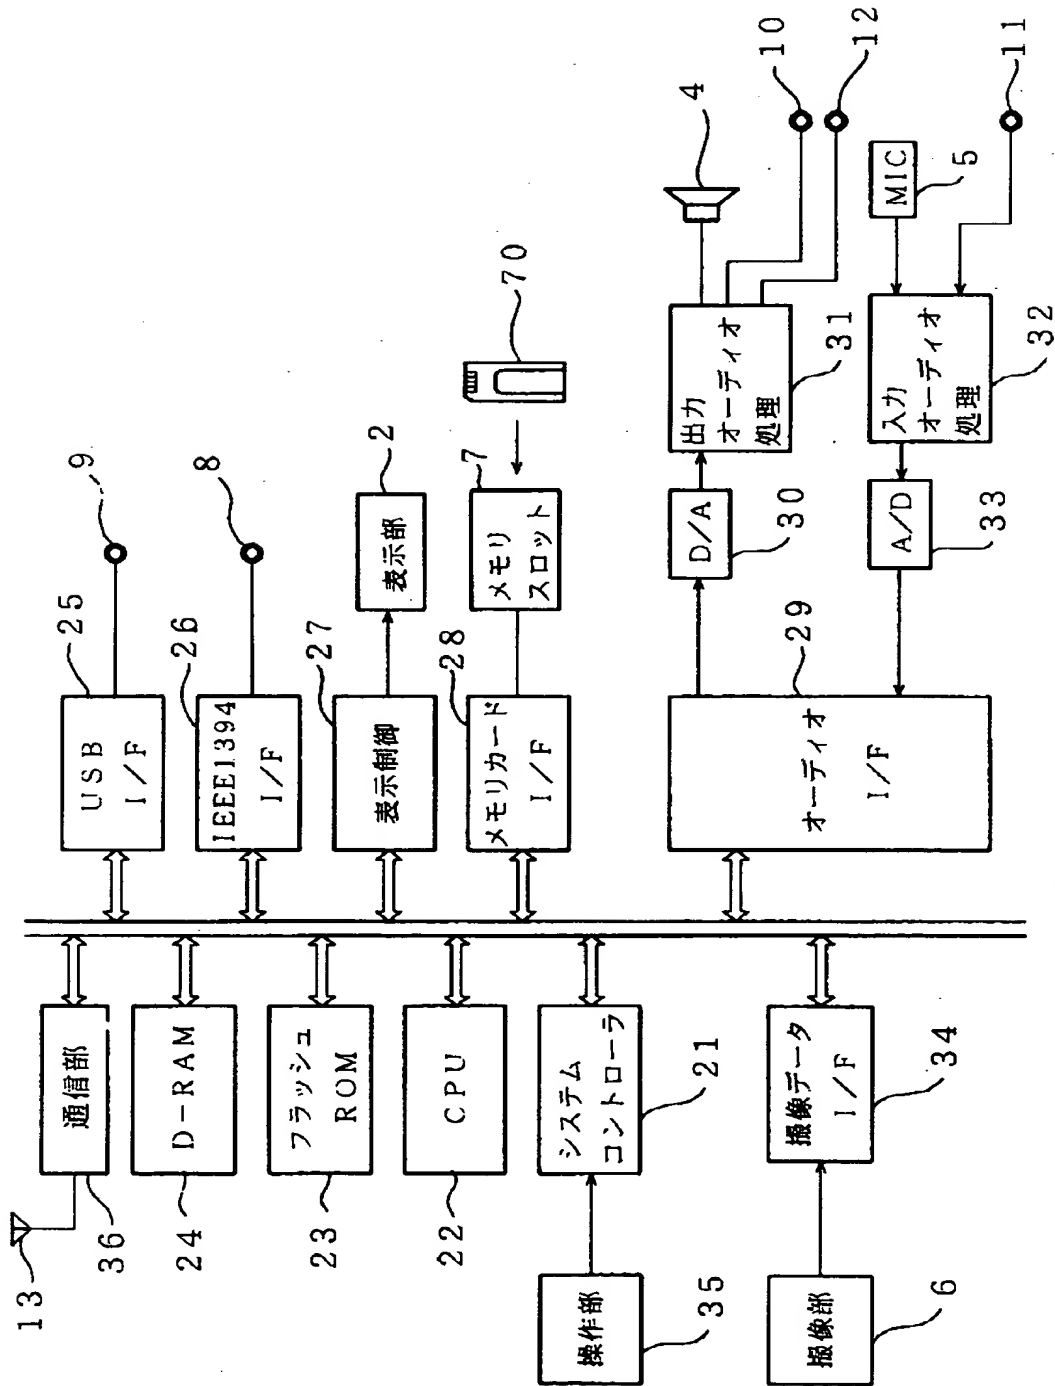 13
通信部
36
D-RAM
24
フラッシュ
ROM
23
CPU
22
操作部
35
システム
コントローラ
21
撮像部
6
撮像データ
I/F
34
USB
I/F
25
9
IEEE1394
I/F
26
8
表示制御
27
表示部
2
メモリカード
I/F
28
メモリ
スロット
7
70
オーディオ
I/F
29
D/A
30
出力
オーディオ
処理
31
4
10
12
A/D
33
入力
オーディオ
処理
32
MIC
5
11